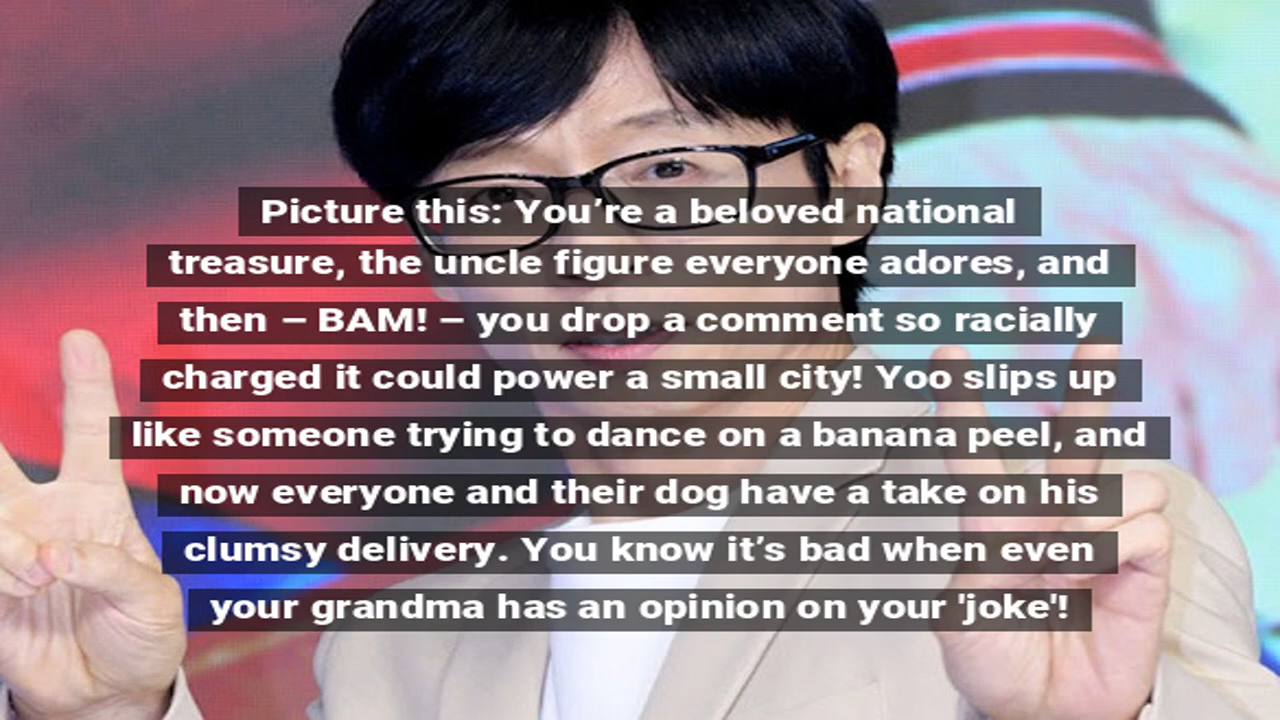 Picture this: You’re a beloved national
treasure, the uncle figure everyone adores, and
then – BAM! – you drop a comment so racially
charged it could power a small city! Yoo slips up
like someone trying to dance on a banana peel, and
now everyone and their dog have a take on his
clumsy delivery. You know it’s bad when even
your grandma has an opinion on your 'joke'!